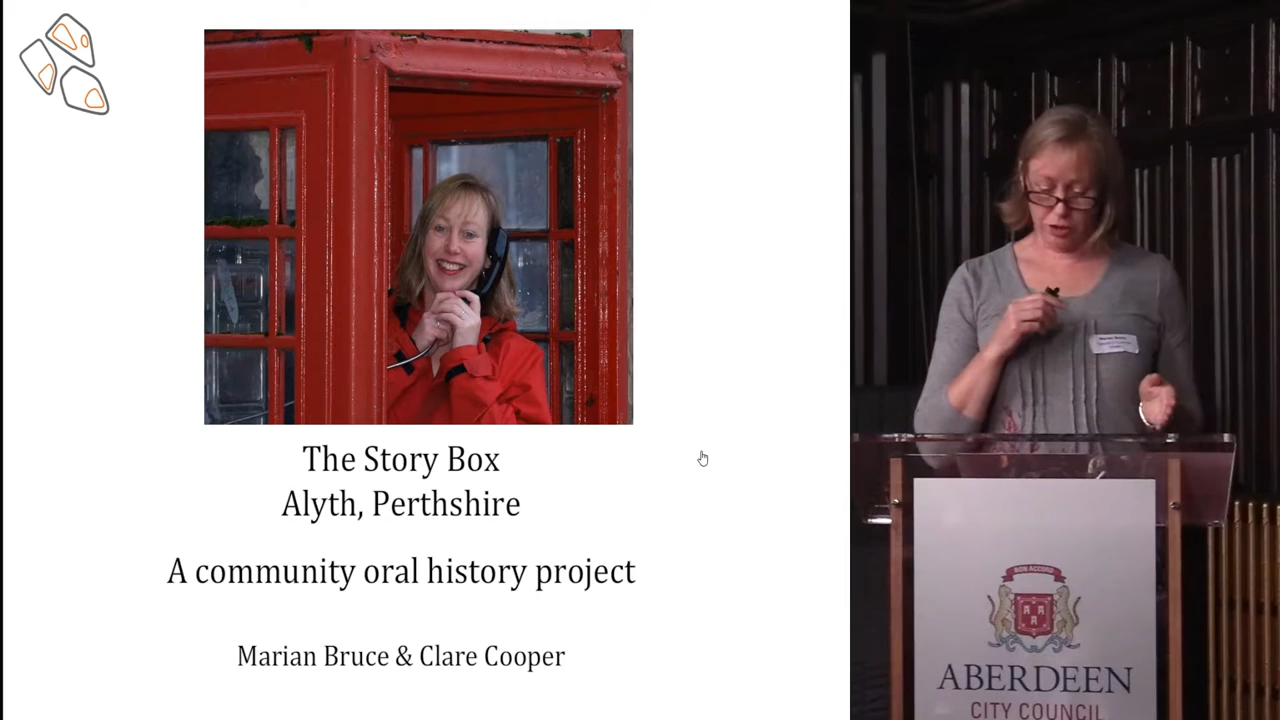 The Story Box
Alyth, Perthshire
A community oral history project
Marian Bruce & Clare Cooper
BON ACCORD
ABERDEEN
CITY COUNCIL